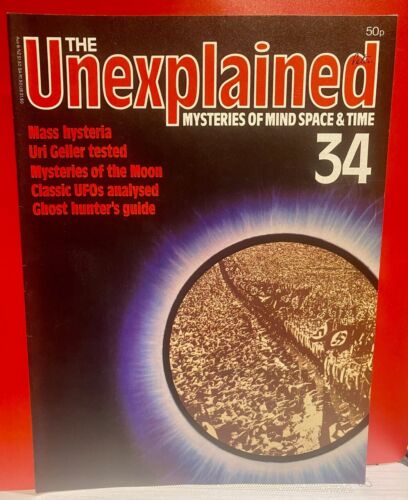 50p
THE
Unexplained
MYSTERIES OF MIND SPACE & TIME
34
Mass hysteria
Uri Geller tested
Mysteries of the Moon
Classic UFOs analysed
Ghost hunter's guide